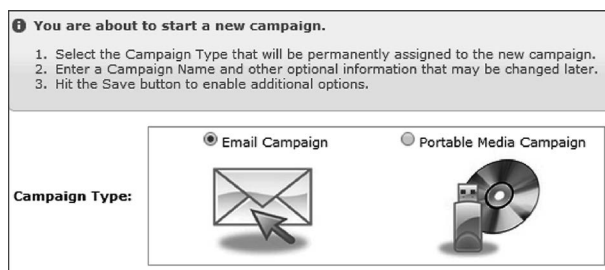 You are about to start a new campaign.
1. Select the Campaign Type that will be permanently assigned to the new campaign.
2. Enter a Campaign Name and other optional information that may be changed later.
3. Hit the Save button to enable additional options.
Email Campaign
Portable Media Campaign
Campaign Type: